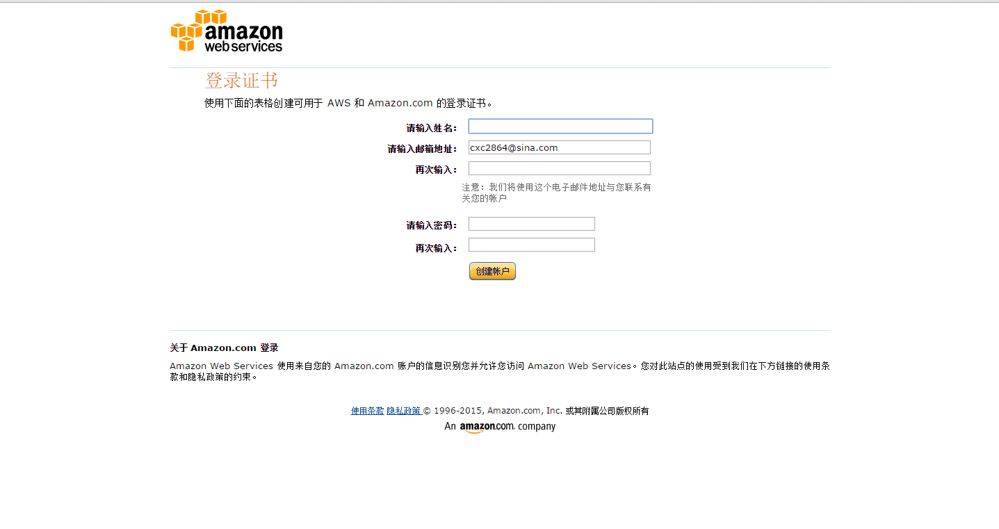 amazon
web services
登录证书
使用下面的表格创建可用于 AWS 和 Amazon.com 的登录证书。
请输入姓名：
请输入邮箱地址： cxc2864@sina.com
再次输入：
注意：我们将使用这个电子邮件地址与您联系有
关您的帐户
请输入密码：
再次输入：
创建帐户
关于 Amazon.com 登录
Amazon Web Services 使用来自您的 Amazon.com 账户的信息识别您并允许您访问 Amazon Web Services。您对此站点的使用受到我们在下方链接的使用条
款和隐私政策的约束。
使用条款 隐私政策 © 1996-2015, Amazon.com, Inc. 或其附属公司版权所有
An amazon.com. company